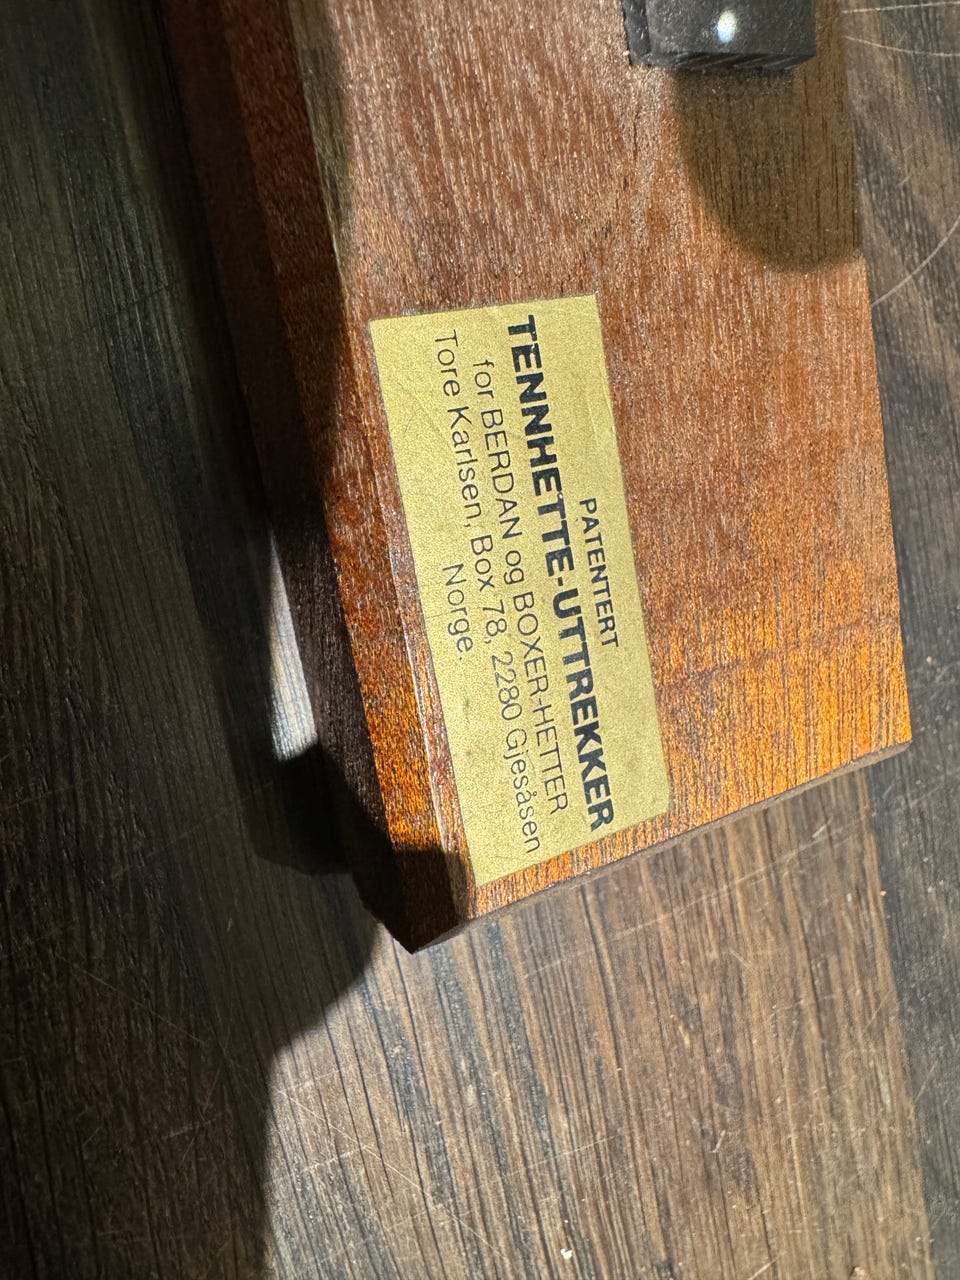 PATENTERT
TENNHETTE-UTTREKKER
for BERDAN og BOXER-HETTER
Tore Karlsen, Box 78, 2280 Gjesåsen
Norge.